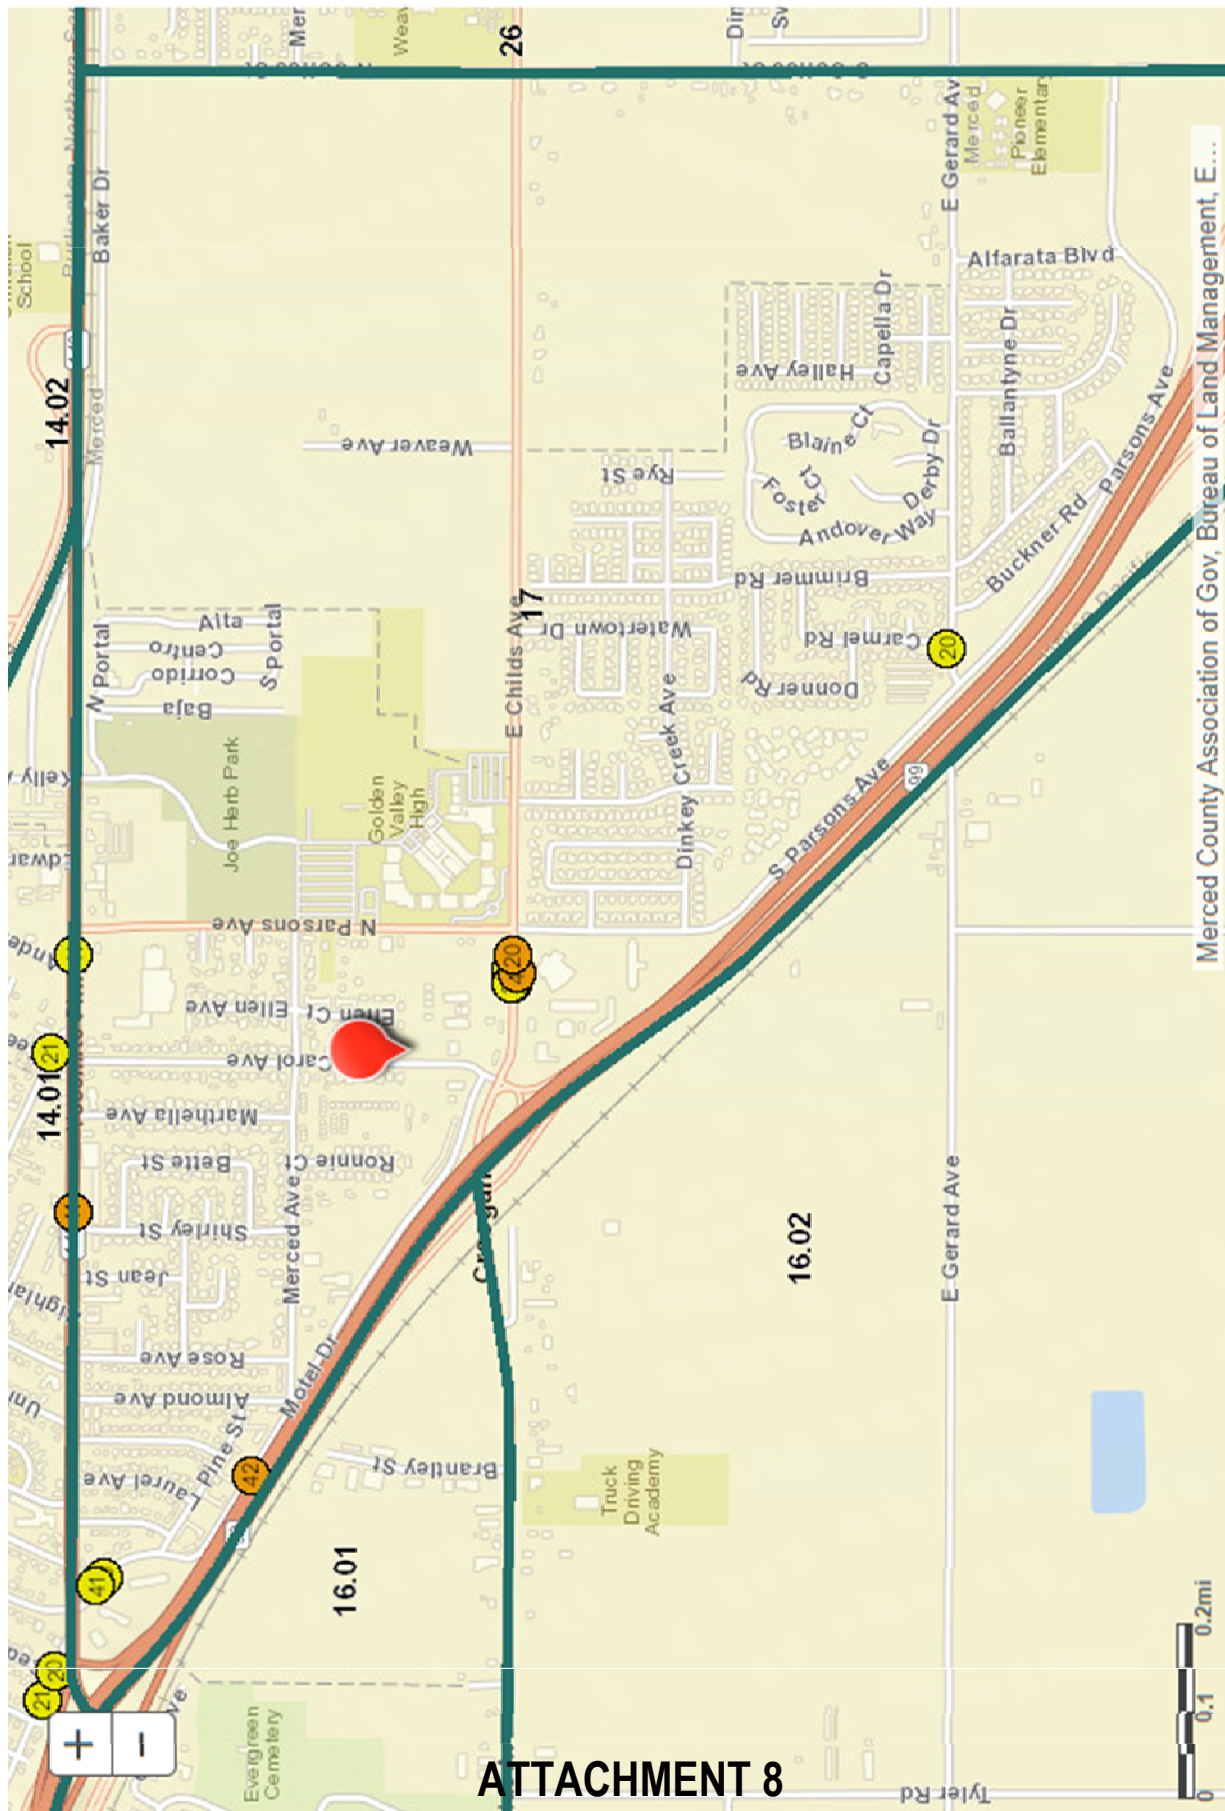 26
14.02
14.01
17
16.02
16.01
School
Baker Dr
Merced
N Portal
Alta
Centro
Corrido
Baja
S Portal
Joe Herb Park
Golden
Valley
High
N Parsons Ave
Ellen Ave
Ellen Ct
Carol Ave
Marthella Ave
Bette St
Ronnie Ct
Shirley St
Merced Ave
Jean St
Rose Ave
Almond Ave
Pine St
Laurel Ave
Motel Dr
Brantley St
Truck
Driving
Academy
Evergreen
Cemetery
Tyler Rd
E Childs Ave
Weaver Ave
Rye St
Watertown Dr
Dinkey Creek Ave
Brimmer Rd
Donner Rd
Carmel Rd
Halley Ave
Capella Dr
Blaine Ct
Foster Ct
Derby Dr
Andover Way
E Gerard Av
Merced
Pioneer
Elementary
Alfarata Blvd
Ballantyne Dr
Buckner Rd
Parsons Ave
S Parsons Ave
99
E Gerard Ave
20
20
21
42
41
20
21
+
−
0
0.1
0.2mi
Merced County Association of Gov, Bureau of Land Management, E...
ATTACHMENT 8